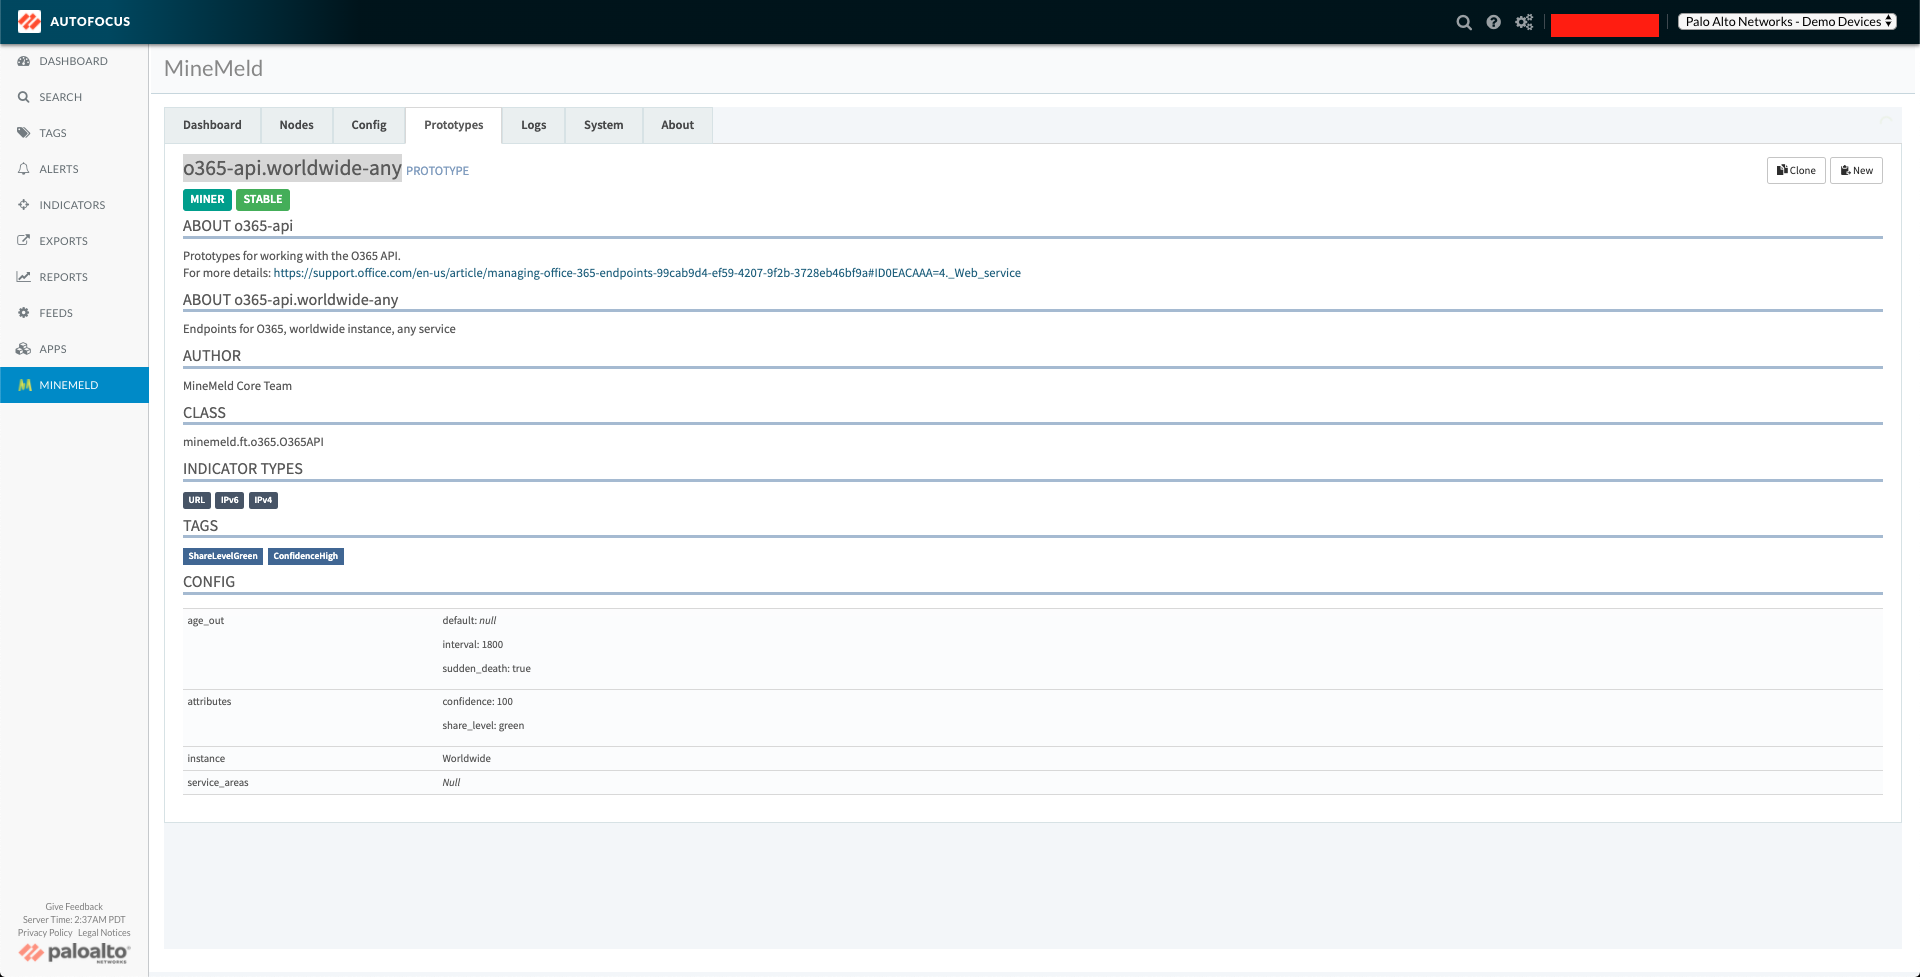 AUTOFOCUS
Palo Alto Networks - Demo Devices
DASHBOARD
SEARCH
TAGS
ALERTS
INDICATORS
EXPORTS
REPORTS
FEEDS
APPS
MINEMELD
MineMeld
Dashboard Nodes Config Prototypes Logs System About
o365-api.worldwide-any PROTOTYPE
Clone New
MINER STABLE
ABOUT o365-api
Prototypes for working with the O365 API.
For more details: https://support.office.com/en-us/article/managing-office-365-endpoints-99cab9d4-ef59-4207-9f2b-3728eb46bf9a#ID0EACAAA=4._Web_service
ABOUT o365-api.worldwide-any
Endpoints for O365, worldwide instance, any service
AUTHOR
MineMeld Core Team
CLASS
minemeld.ft.o365.O365API
INDICATOR TYPES
URL IPv6 IPv4
TAGS
ShareLevelGreen ConfidenceHigh
CONFIG
age_out default: null
interval: 1800
sudden_death: true
attributes confidence: 100
share_level: green
instance Worldwide
service_areas Null
Give Feedback
Server Time: 2:37AM PDT
Privacy Policy Legal Notices
paloalto
NETWORKS